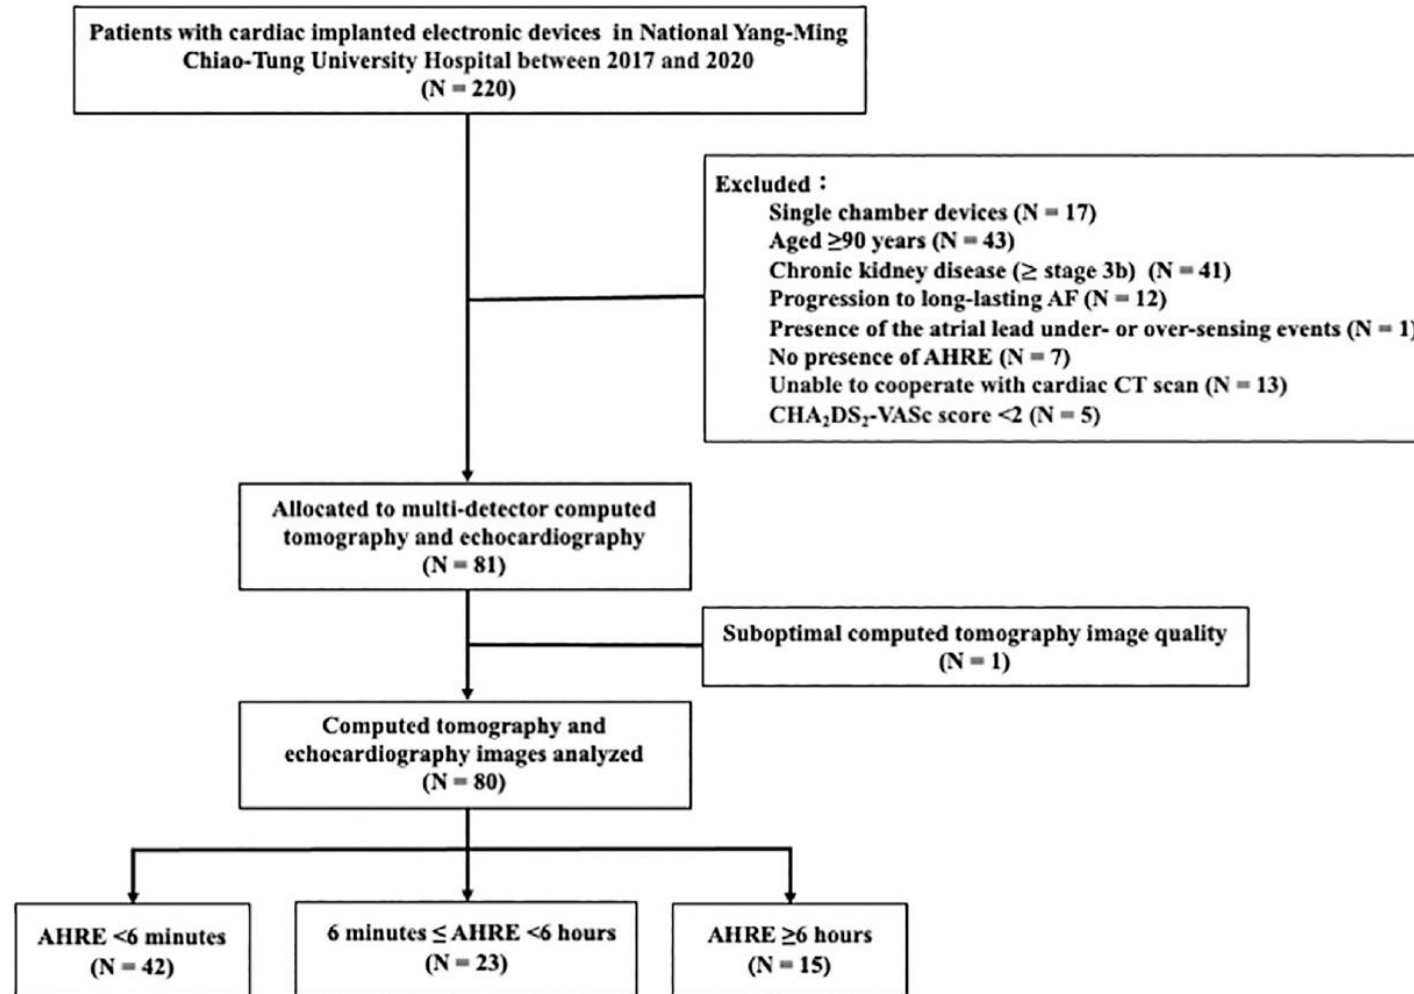 Patients with cardiac implanted electronic devices in National Yang-Ming
Chiao-Tung University Hospital between 2017 and 2020
(N = 220)
Excluded：
Single chamber devices (N = 17)
Aged ≥90 years (N = 43)
Chronic kidney disease (≥ stage 3b) (N = 41)
Progression to long-lasting AF (N = 12)
Presence of the atrial lead under- or over-sensing events (N = 1)
No presence of AHRE (N = 7)
Unable to cooperate with cardiac CT scan (N = 13)
CHA₂DS₂-VASc score <2 (N = 5)
Allocated to multi-detector computed
tomography and echocardiography
(N = 81)
Suboptimal computed tomography image quality
(N = 1)
Computed tomography and
echocardiography images analyzed
(N = 80)
AHRE <6 minutes
(N = 42)
6 minutes ≤ AHRE <6 hours
(N = 23)
AHRE ≥6 hours
(N = 15)